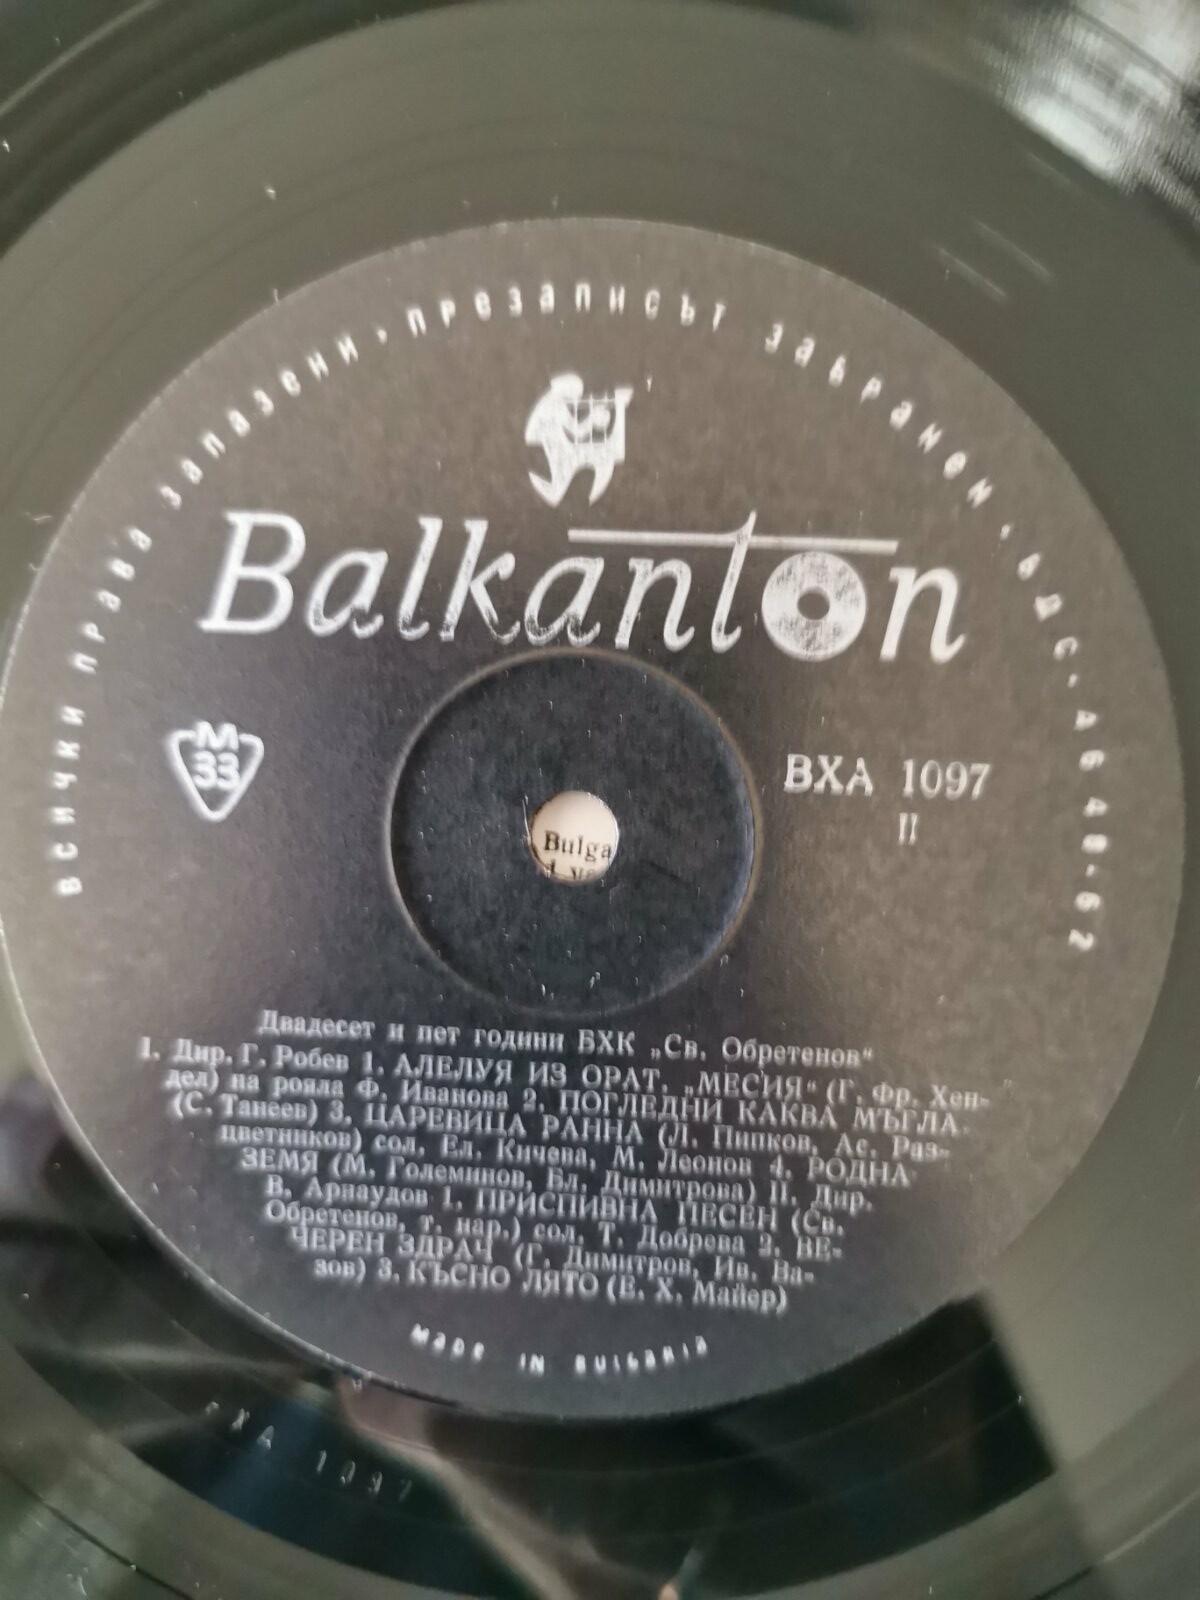 ВСИЧКИ ПРАВА ЗАПАЗЕНИ · ПРЕЗАПИСЪТ ЗАБРАНЕН · БДС · 6648-62
Balkanton
М
33
ВХА 1097
II
Bulga
Двадесет и пет години БХК „Св. Обретенов“
I. Дир. Г. Робев 1. АЛЕЛУЯ ИЗ ОРАТ. „МЕСИЯ“ (Г. Фр. Хен-
дел) на рояла Ф. Иванова 2. ПОГЛЕДНИ КАКВА МЪГЛА
(С. Танеев) 3. ЦАРЕВИЦА РАННА (Л. Пипков, Ас. Раз-
цветников) сол. Ел. Кичева, М. Леонов 4. РОДНА
ЗЕМЯ (М. Големинов, Бл. Димитрова) II. Дир.
В. Арнаудов 1. ПРИСПИВНА ПЕСЕН (Св.
Обретенов, т. нар.) сол. Т. Добрева 2. ВЕ-
ЧЕРЕН ЗДРАЧ (Г. Димитров, Ив. Ва-
зов) 3. КЪСНО ЛЯТО (Е. Х. Майер)
MADE IN BULGARIA
ХА 1097